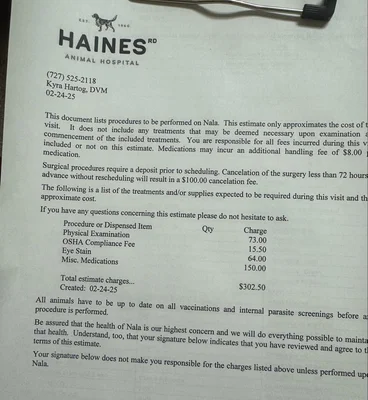 EST. 1960
HAINES RD
ANIMAL HOSPITAL
(727) 525-2118
Kyra Hartog, DVM
02-24-25
This document lists procedures to be performed on Nala. This estimate only approximates the cost of
visit. It does not include any treatments that may be deemed necessary upon examination
commencement of the included treatments. You are responsible for all fees incurred during this
included or not on this estimate. Medications may incur an additional handling fee of $8.00
medication.
Surgical procedures require a deposit prior to scheduling. Cancelation of the surgery less than 72 hours
advance without rescheduling will result in a $100.00 cancelation fee.
The following is a list of the treatments and/or supplies expected to be required during this visit and
approximate cost.
If you have any questions concerning this estimate please do not hesitate to ask.
Procedure or Dispensed Item Qty Charge
Physical Examination 73.00
OSHA Compliance Fee 15.50
Eye Stain 64.00
Misc. Medications 150.00
Total estimate charges... $302.50
Created: 02-24-25
All animals have to be up to date on all vaccinations and internal parasite screenings before
procedure is performed.
Be assured that the health of Nala is our highest concern and we will do everything possible to
that health. Understand, too, that your signature below indicates that you have reviewed and agree to
terms of this estimate.
Your signature below does not make you responsible for the charges listed above unless performed
Nala.